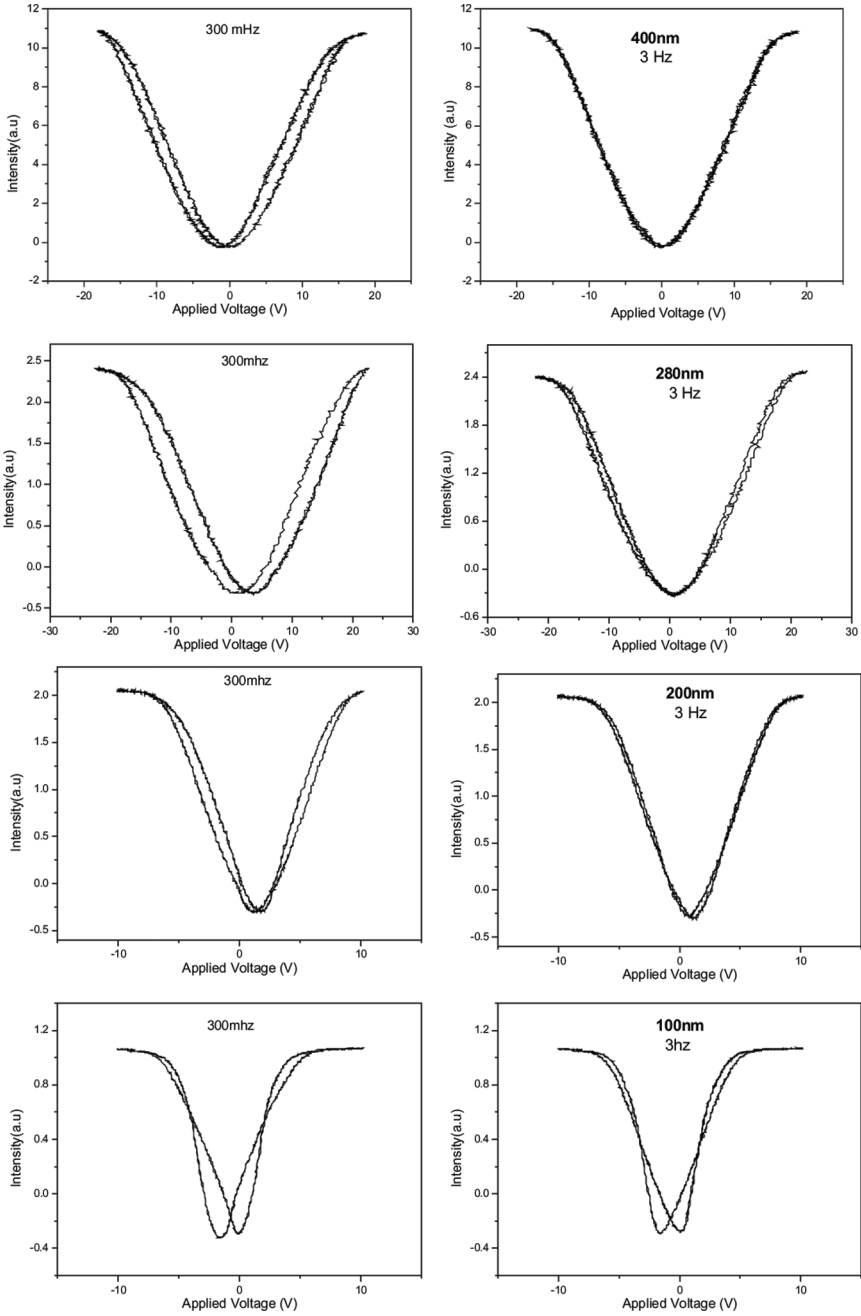 300 mHz
12
10
8
6
4
2
0
-2
Intensity(a.u)
-20 -10 0 10 20
Applied Voltage (V)
400nm
3 Hz
12
10
8
6
4
2
0
-2
Intensity (a.u)
-20 -10 0 10 20
Applied Voltage (V)
300mhz
2.5
2.0
1.5
1.0
0.5
0.0
-0.5
Intensity(a.u)
-30 -20 -10 0 10 20 30
Applied Voltage (V)
280nm
3 Hz
2.4
1.8
1.2
0.6
0.0
-0.6
Intensity(a.u)
-30 -20 -10 0 10 20 30
Applied Voltage (V)
300mhz
2.0
1.5
1.0
0.5
0.0
-0.5
Intensity(a.u)
-10 0 10
Applied Voltage (V)
200nm
3 Hz
2.0
1.5
1.0
0.5
0.0
-0.5
Intensity(a.u)
-10 0 10
Applied Voltage (V)
300mhz
1.2
0.8
0.4
0.0
-0.4
Intensity(a.u)
-10 0 10
Applied Voltage (V)
100nm
3hz
1.2
0.8
0.4
0.0
-0.4
Intensity(a.u)
-10 0 10
Applied Voltage (V)